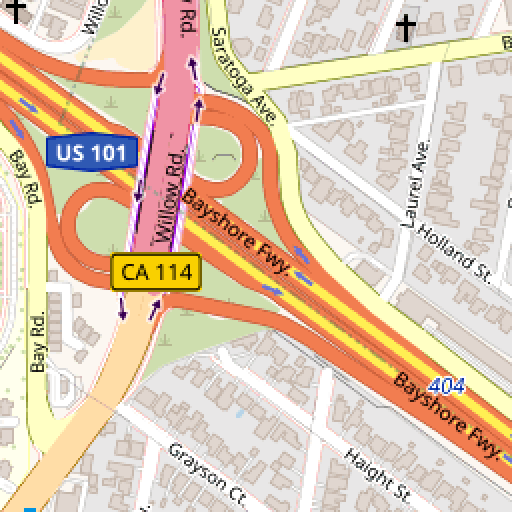 Willo
y Rd.
Saratoga Ave.
B
US 101
Bay Rd.
Willow Rd.
Laurel Ave.
Bayshore Fwy.
Holland St.
CA 114
Bay Rd.
404
Bayshore Fwy.
Grayson Ct.
Haight St.